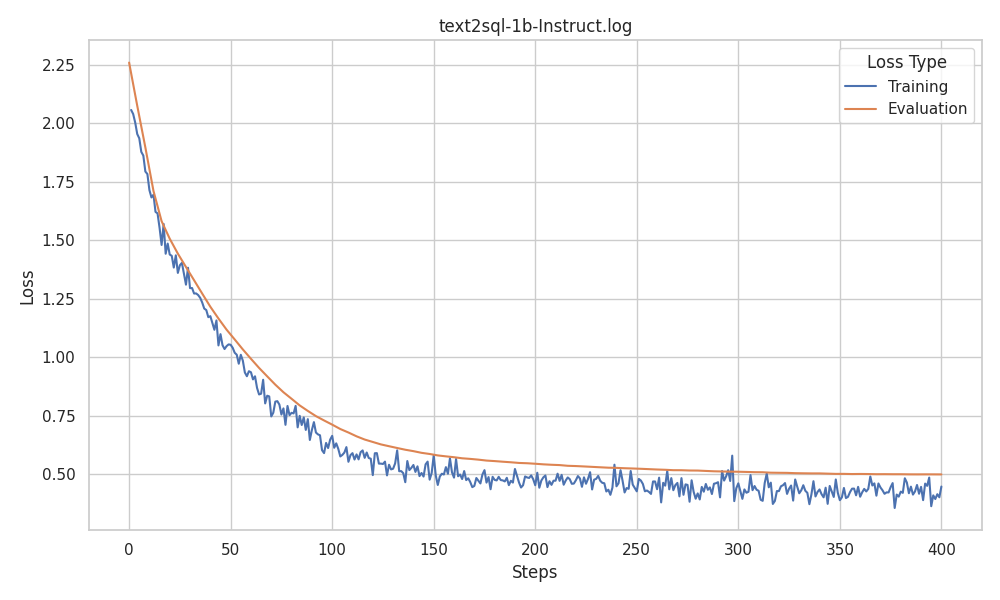 text2sql-1b-Instruct.log
Loss Type
Training
Evaluation
Loss
2.25
2.00
1.75
1.50
1.25
1.00
0.75
0.50
0 50 100 150 200 250 300 350 400
Steps